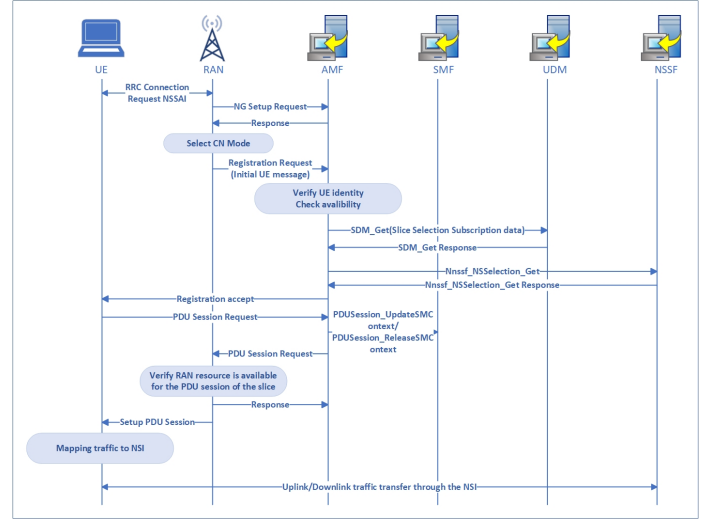 UE
RAN
AMF
SMF
UDM
NSSF
RRC Connection
Request NSSAI
NG Setup Request
Response
Select CN Mode
Registration Request
(Initial UE message)
Verify UE identity
Check avalibility
SDM_Get(Slice Selection Subscription data)
SDM_Get Response
Nnssf_NSSelection_Get
Nnssf_NSSelection_Get Response
Registration accept
PDU Session Request
PDUSession_UpdateSMC
ontext/
PDUSession_ReleaseSMC
ontext
PDU Session Request
Verify RAN resource is available
for the PDU session of the slice
Response
Setup PDU Session
Mapping traffic to NSI
Uplink/Downlink traffic transfer through the NSI